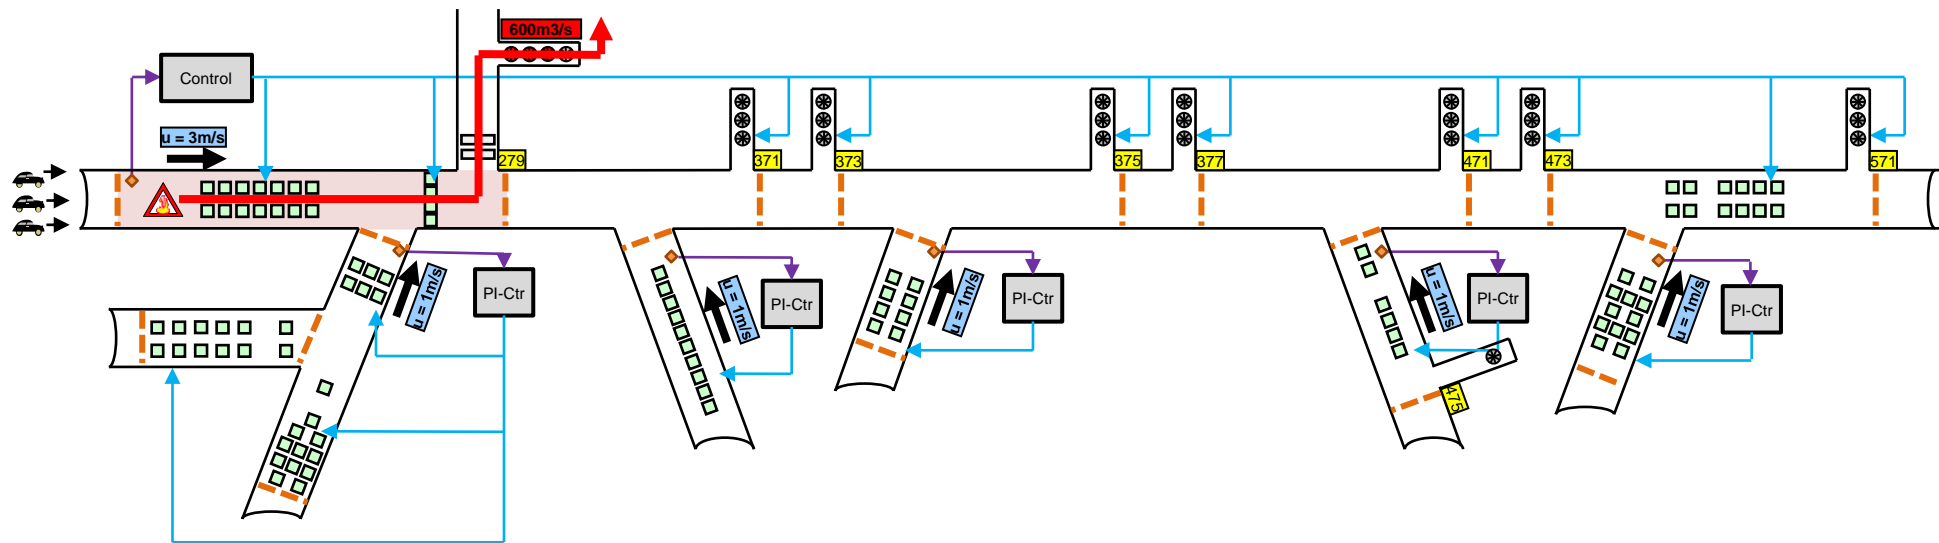 600m3/s
Control
u = 3m/s
279
371
373
375
377
471
473
571
u = 1m/s
PI-Ctr
u = 1m/s
PI-Ctr
u = 1m/s
PI-Ctr
u = 1m/s
PI-Ctr
475
u = 1m/s
PI-Ctr